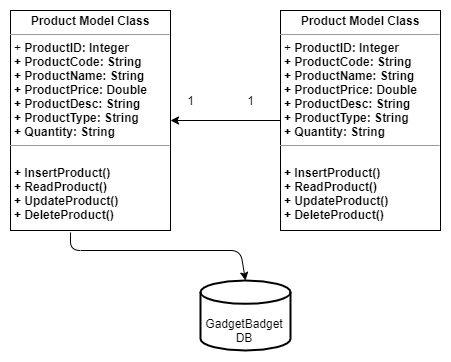 Product Model Class
+ ProductID: Integer
+ ProductCode: String
+ ProductName: String
+ ProductPrice: Double
+ ProductDesc: String
+ ProductType: String
+ Quantity: String
+ InsertProduct()
+ ReadProduct()
+ UpdateProduct()
+ DeleteProduct()
1
1
Product Model Class
+ ProductID: Integer
+ ProductCode: String
+ ProductName: String
+ ProductPrice: Double
+ ProductDesc: String
+ ProductType: String
+ Quantity: String
+ InsertProduct()
+ ReadProduct()
+ UpdateProduct()
+ DeleteProduct()
GadgetBadget
DB